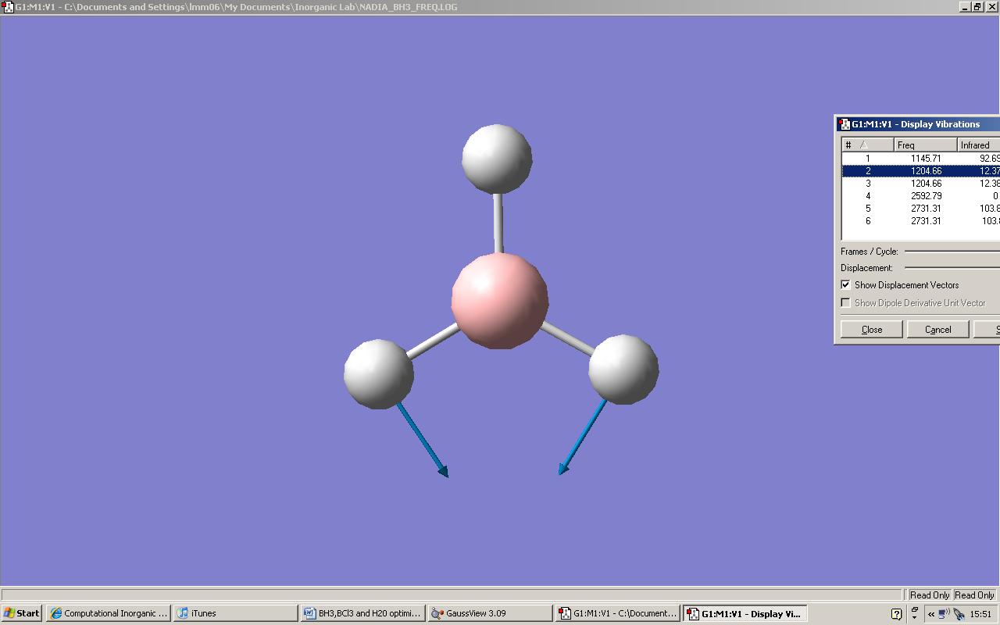 G1:M1:V1 - C:\Documents and Settings\lmm06\My Documents\Inorganic Lab\NADIA_BH3_FREQ.LOG
G1:M1:V1 - Display Vibrations
# Freq Infrared
1 1145.71 92.69
2 1204.66 12.37
3 1204.66 12.38
4 2592.79 0
5 2731.31 103.8
6 2731.31 103.8
Frames / Cycle:
Displacement:
Show Displacement Vectors
Show Dipole Derivative Unit Vector
Close Cancel S
Read Only Read Only
Start Computational Inorganic ... iTunes BH3,BCl3 and H20 optimi... GaussView 3.09 G1:M1:V1 - C:\Document... G1:M1:V1 - Display Vi... « 15:51